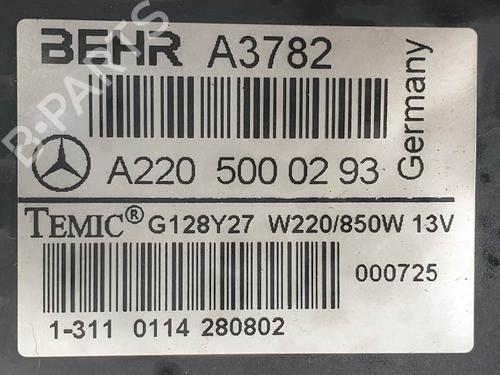 BEHR A3782
Germany
A220 500 02 93
TEMIC® G128Y27 W220/850W 13V
000725
1-311 0114 280802
B-PARTS